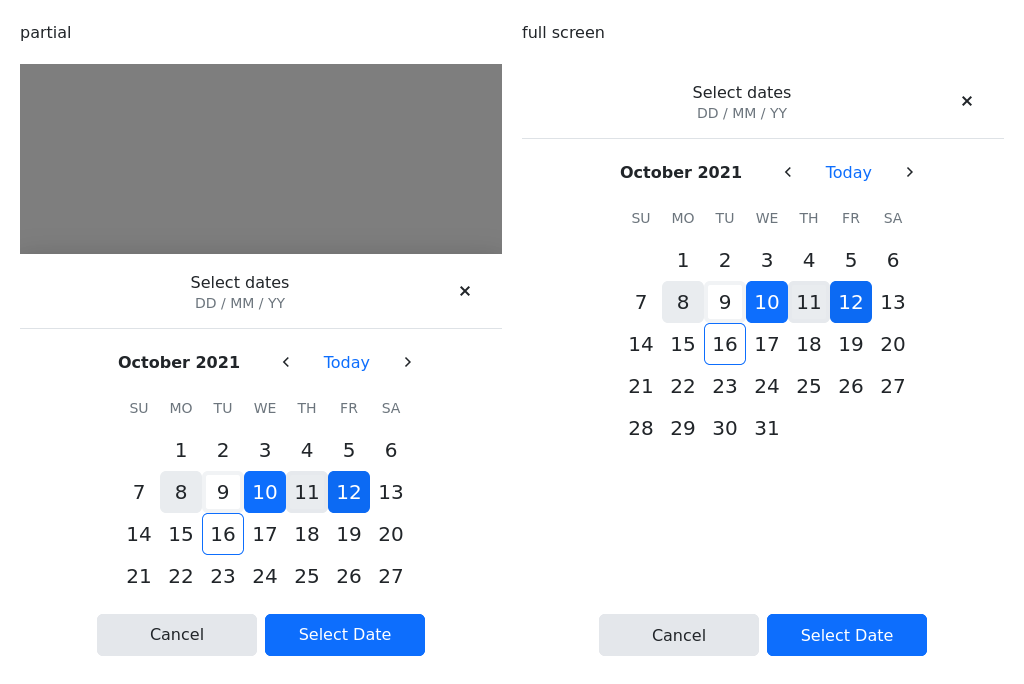 partial
Select dates
DD / MM / YY
×
October 2021 Today
SU MO TU WE TH FR SA
1 2 3 4 5 6
7 8 9 10 11 12 13
14 15 16 17 18 19 20
21 22 23 24 25 26 27
Cancel Select Date
full screen
Select dates
DD / MM / YY
×
October 2021 Today
SU MO TU WE TH FR SA
1 2 3 4 5 6
7 8 9 10 11 12 13
14 15 16 17 18 19 20
21 22 23 24 25 26 27
28 29 30 31
Cancel Select Date